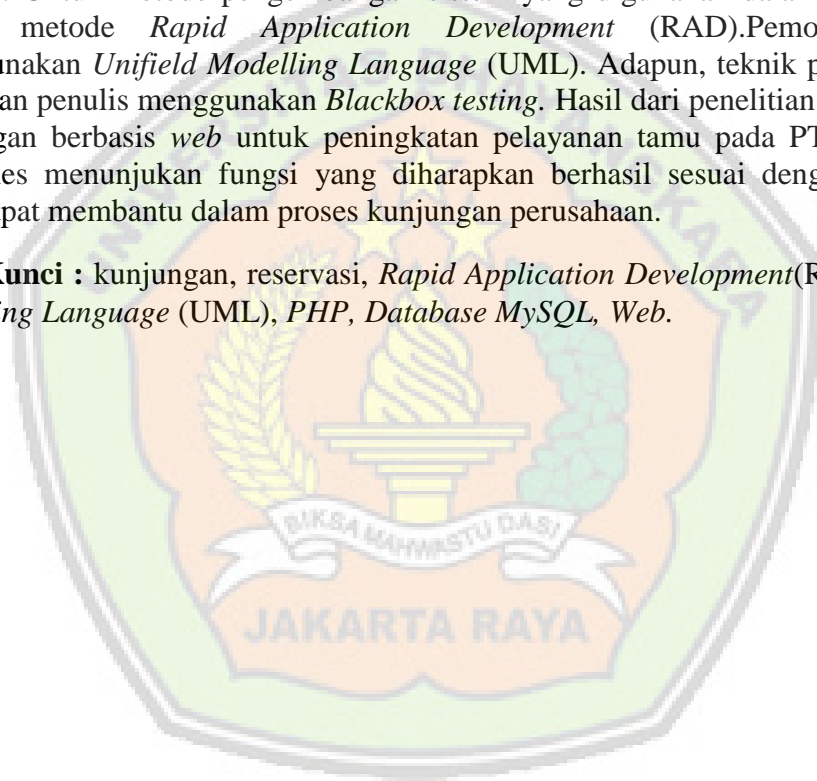 metode Rapid Application Development (RAD).Pemo
unakan Unifield Modelling Language (UML). Adapun, teknik p
an penulis menggunakan Blackbox testing. Hasil dari penelitian
gan berbasis web untuk peningkatan pelayanan tamu pada PT
es menunjukan fungsi yang diharapkan berhasil sesuai deng
pat membantu dalam proses kunjungan perusahaan.
Kunci : kunjungan, reservasi, Rapid Application Development(R
ing Language (UML), PHP, Database MySQL, Web.
UNIVERSITAS BHAYANGKARA
BIKSA MAHWASTU DASI
JAKARTA RAYA